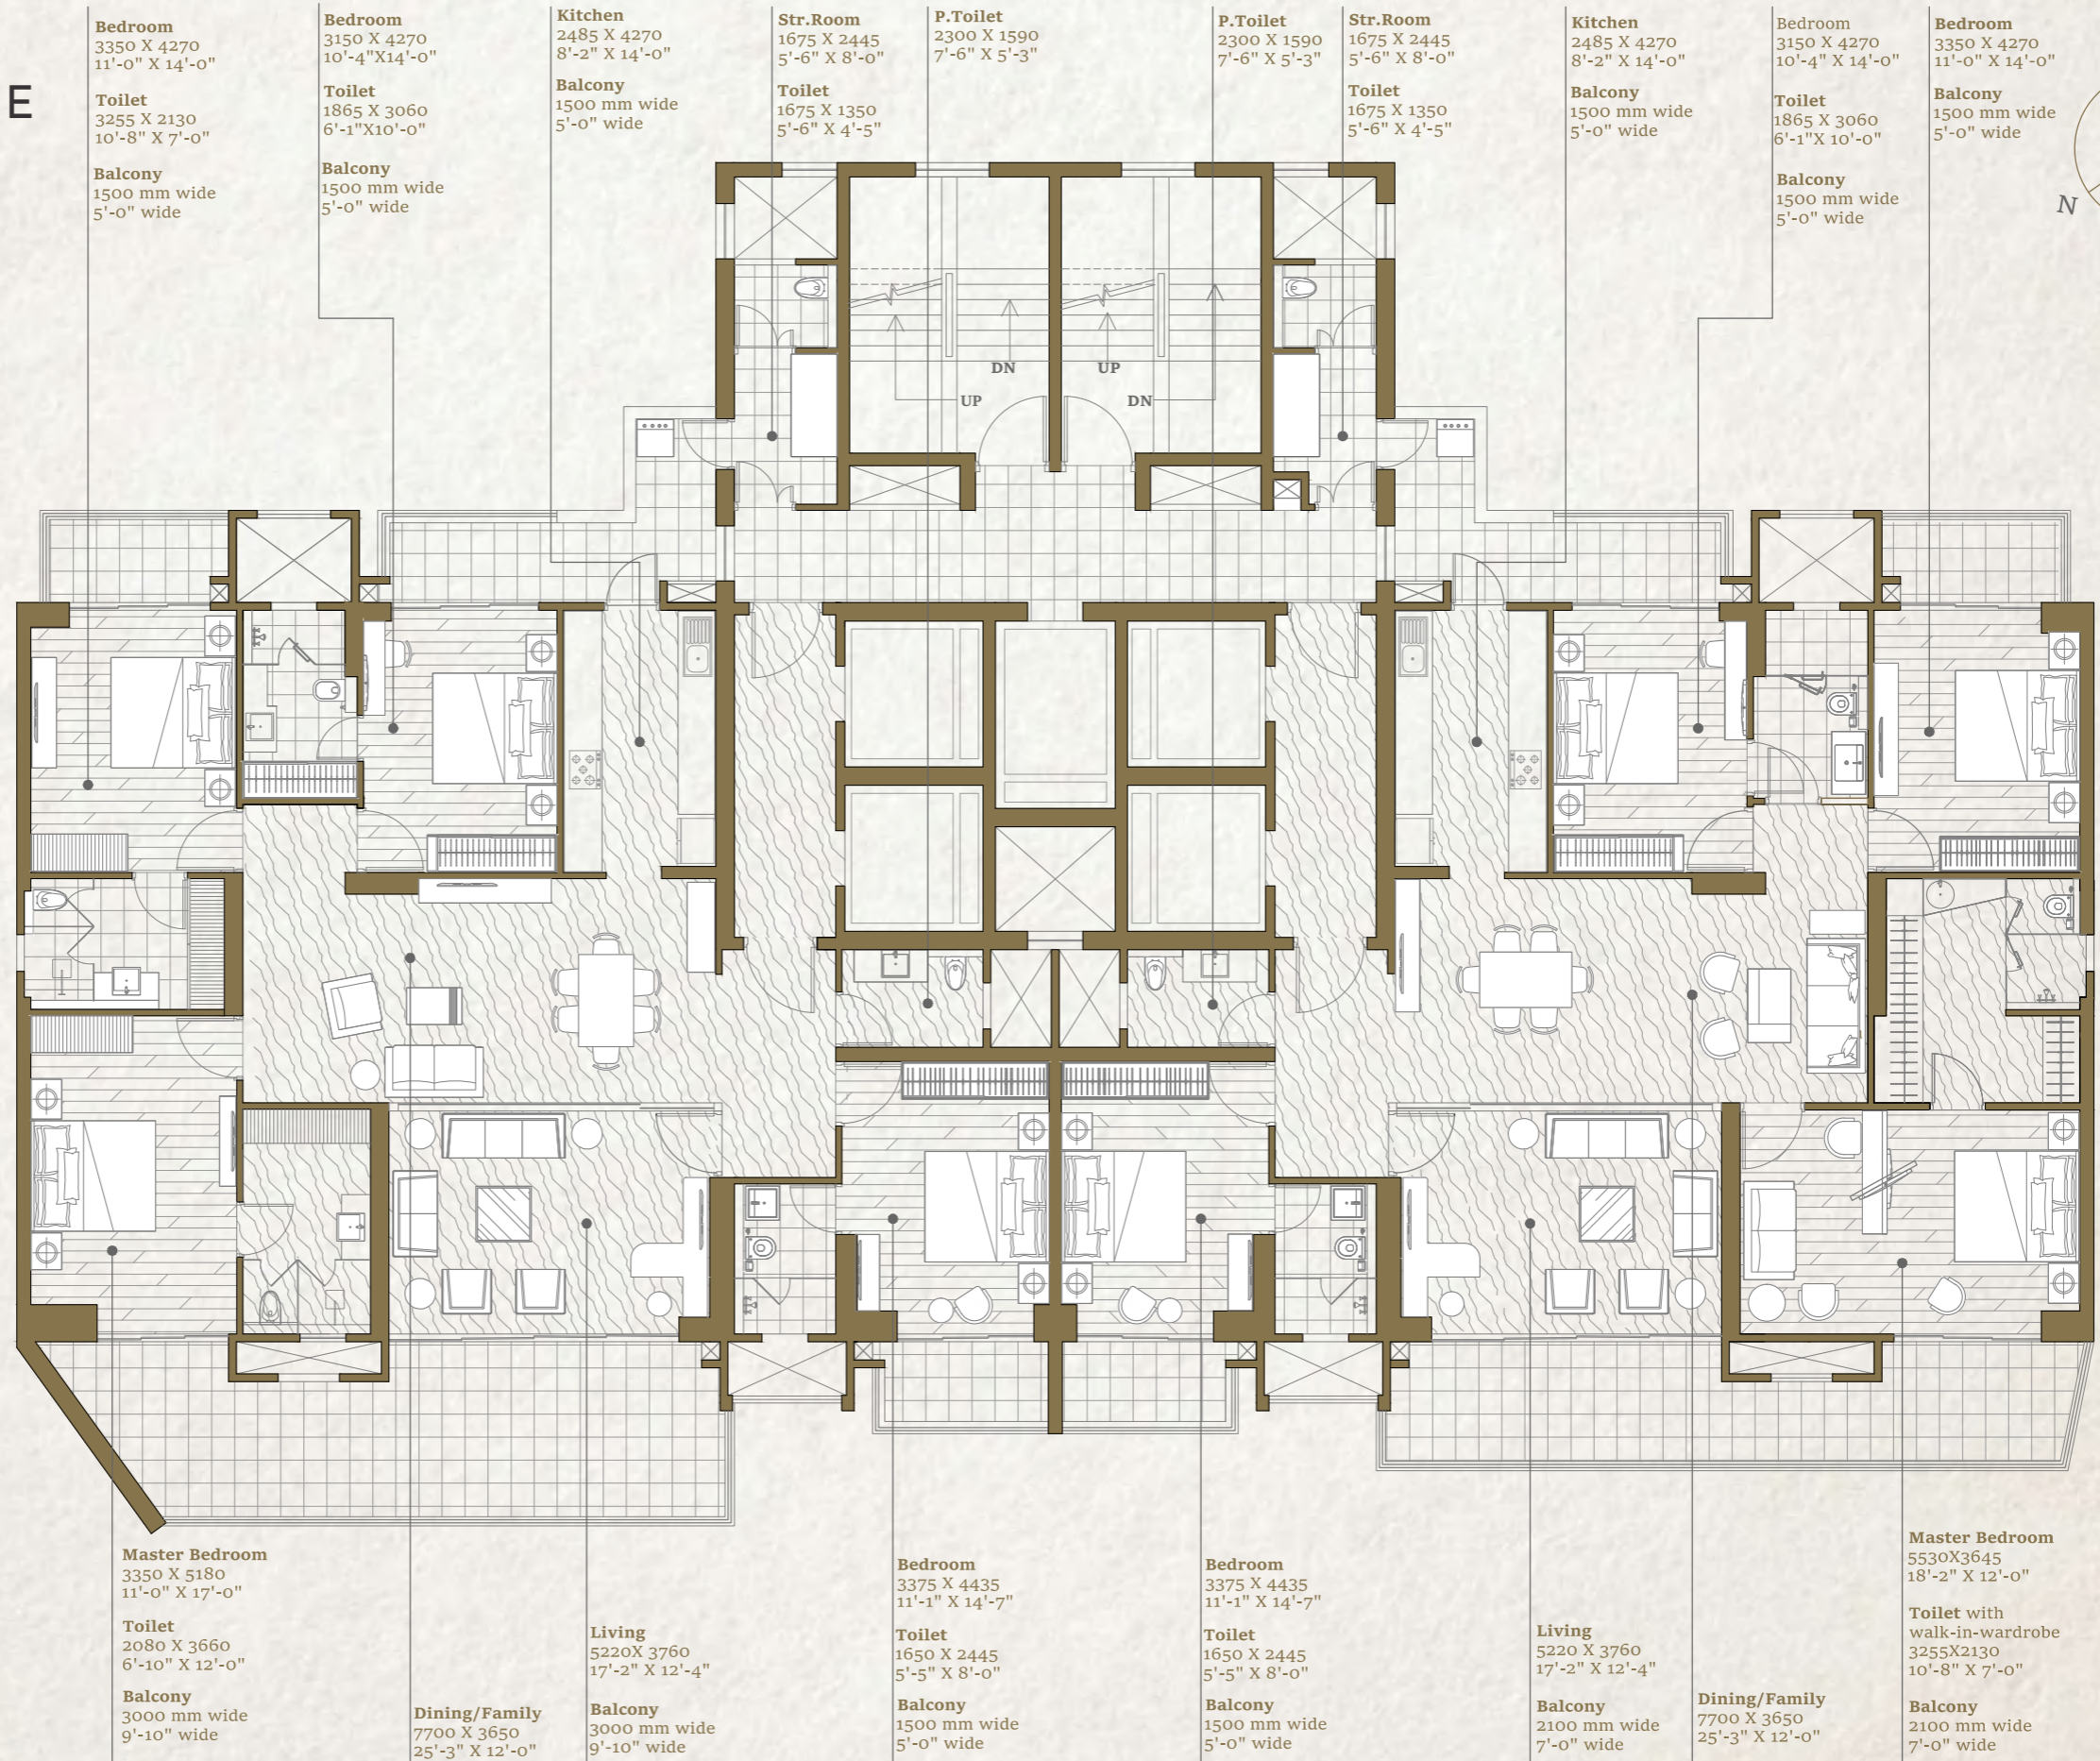 E
Bedroom
3350 X 4270
11'-0" X 14'-0"
Toilet
3255 X 2130
10'-8" X 7'-0"
Balcony
1500 mm wide
5'-0" wide
Bedroom
3150 X 4270
10'-4"X14'-0"
Toilet
1865 X 3060
6'-1"X10'-0"
Balcony
1500 mm wide
5'-0" wide
Kitchen
2485 X 4270
8'-2" X 14'-0"
Balcony
1500 mm wide
5'-0" wide
Str.Room
1675 X 2445
5'-6" X 8'-0"
Toilet
1675 X 1350
5'-6" X 4'-5"
P.Toilet
2300 X 1590
7'-6" X 5'-3"
P.Toilet
2300 X 1590
7'-6" X 5'-3"
Str.Room
1675 X 2445
5'-6" X 8'-0"
Toilet
1675 X 1350
5'-6" X 4'-5"
Kitchen
2485 X 4270
8'-2" X 14'-0"
Balcony
1500 mm wide
5'-0" wide
Bedroom
3150 X 4270
10'-4" X 14'-0"
Toilet
1865 X 3060
6'-1"X 10'-0"
Balcony
1500 mm wide
5'-0" wide
Bedroom
3350 X 4270
11'-0" X 14'-0"
Balcony
1500 mm wide
5'-0" wide
N
DN
UP
UP
DN
Master Bedroom
3350 X 5180
11'-0" X 17'-0"
Toilet
2080 X 3660
6'-10" X 12'-0"
Balcony
3000 mm wide
9'-10" wide
Dining/Family
7700 X 3650
25'-3" X 12'-0"
Living
5220X 3760
17'-2" X 12'-4"
Balcony
3000 mm wide
9'-10" wide
Bedroom
3375 X 4435
11'-1" X 14'-7"
Toilet
1650 X 2445
5'-5" X 8'-0"
Balcony
1500 mm wide
5'-0" wide
Bedroom
3375 X 4435
11'-1" X 14'-7"
Toilet
1650 X 2445
5'-5" X 8'-0"
Balcony
1500 mm wide
5'-0" wide
Living
5220 X 3760
17'-2" X 12'-4"
Balcony
2100 mm wide
7'-0" wide
Dining/Family
7700 X 3650
25'-3" X 12'-0"
Master Bedroom
5530X3645
18'-2" X 12'-0"
Toilet with
walk-in-wardrobe
3255X2130
10'-8" X 7'-0"
Balcony
2100 mm wide
7'-0" wide